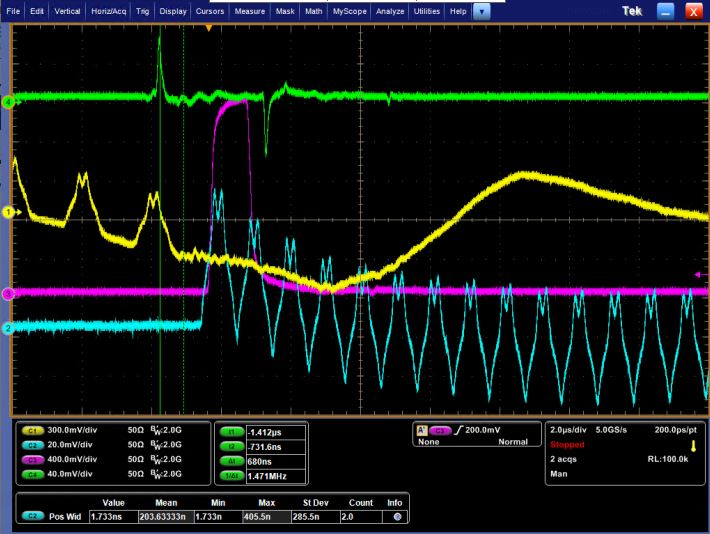 File Edit Vertical Horiz/Acq Trig Display Cursors Measure Mask Math MyScope Analyze Utilities Help Tek X
4
1
3
2
C1 300.0mV/div 50Ω BW:2.0G
C2 20.0mV/div 50Ω BW:2.0G
C3 400.0mV/div 50Ω BW:2.0G
C4 40.0mV/div 50Ω BW:2.0G
t1 -1.412µs
t2 -731.6ns
Δt 680ns
1/Δt 1.471MHz
A' C3 200.0mV
None Normal
2.0µs/div 5.0GS/s 200.0ps/pt
Stopped
2 acqs RL:100.0k
Man
Value Mean Min Max St Dev Count Info
C2 Pos Wid 1.733ns 203.63333n 1.733n 405.5n 285.5n 2.0